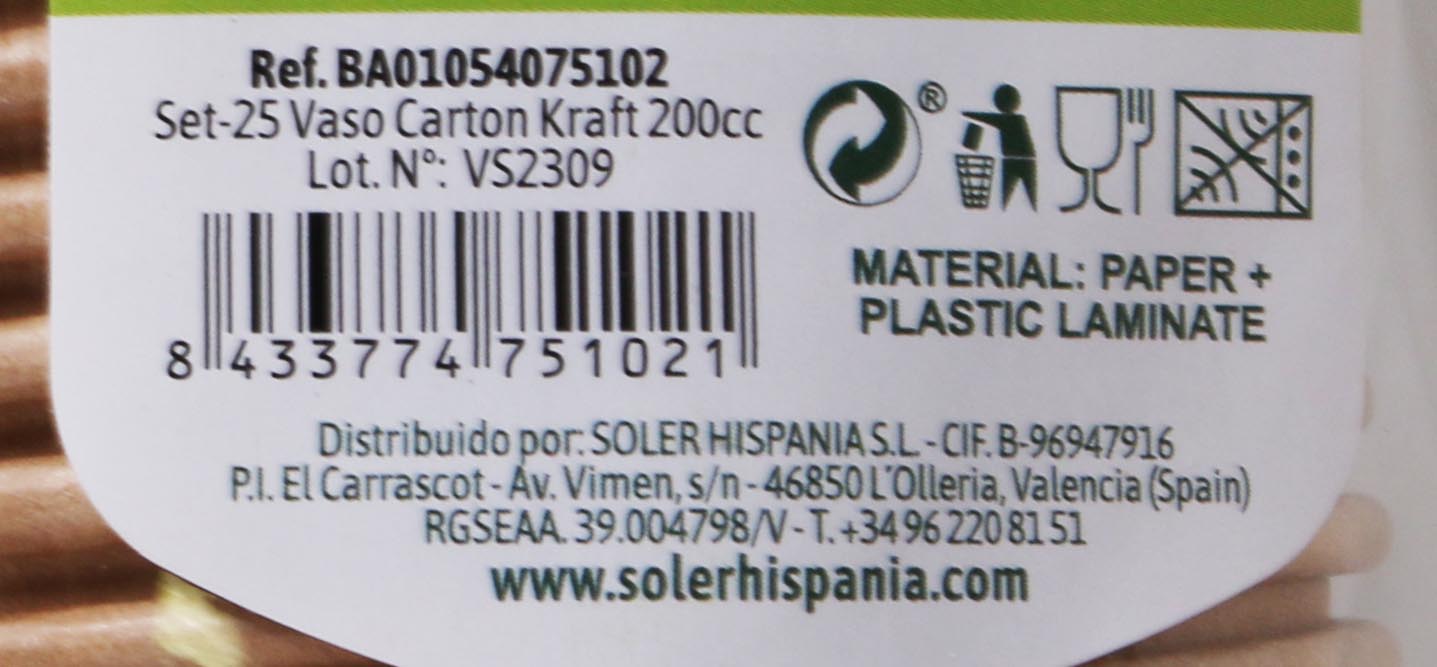 Ref. BA01054075102
Set-25 Vaso Carton Kraft 200cc
Lot. Nº: VS2309
8 433774 751021
®
MATERIAL: PAPER +
PLASTIC LAMINATE
Distribuido por: SOLER HISPANIA S.L. - CIF. B-96947916
P.I. El Carrascot - Av. Vimen, s/n - 46850 L'Olleria, Valencia (Spain)
RGSEAA. 39.004798/V - T. +34 96 220 81 51
www.solerhispania.com